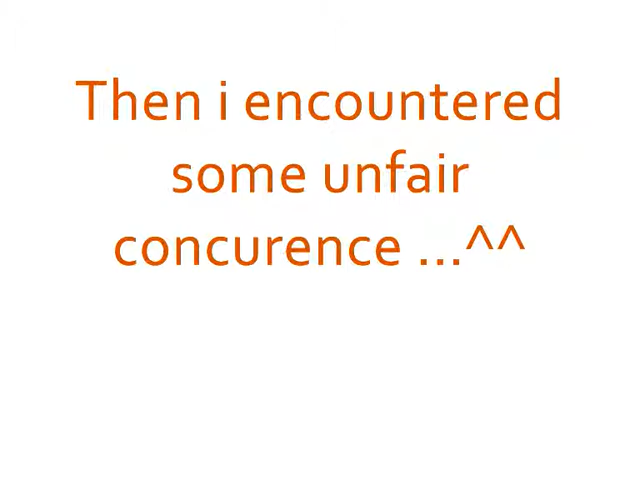 Then i encountered
some unfair
concurence ...^^